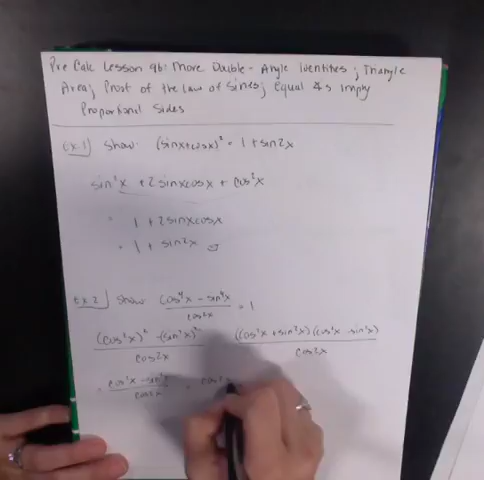 Pre Calc Lesson 96: More Double-Angle Identities; Triangle
Area; Proof of the law of Sines; Equal ∠s Imply
Proportional Sides
Ex. 1) Show: (sinx+cosx)² = 1 + sin2x
sin²x + 2sinxcosx + cos²x
= 1 + 2sinxcosx
= 1 + sin2x
Ex. 2) Show (cos⁴x - sin⁴x)/cos2x = 1
((cos²x)² - (sin²x)²)/cos2x ((cos²x + sin²x)(cos²x - sin²x))/cos2x
= (cos²x - sin²x)/cos2x = cos2x